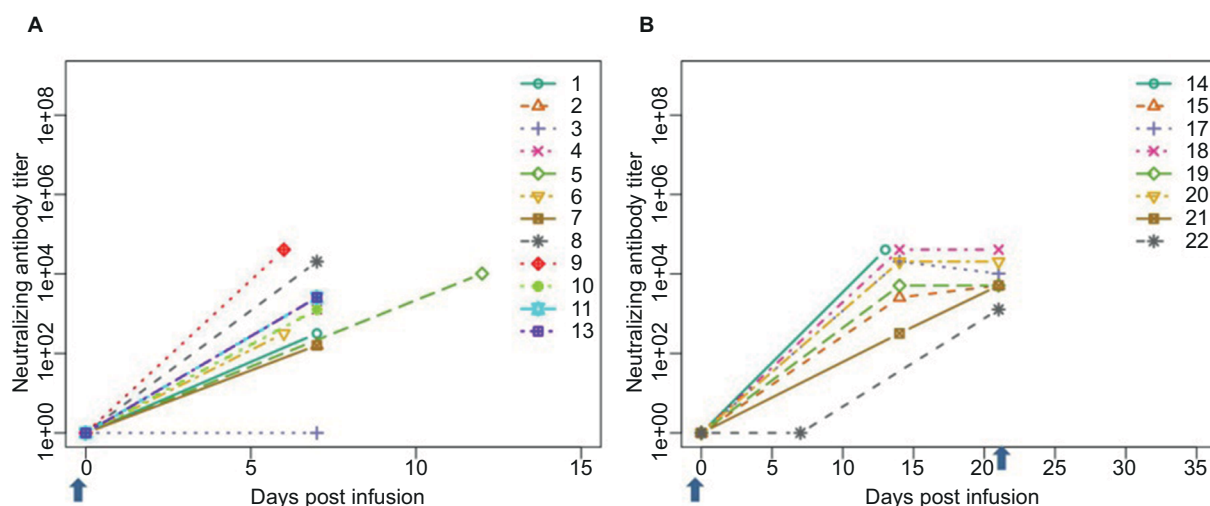 A
Neutralizing antibody titer
1e+08
1e+06
1e+04
1e+02
1e+00
0 5 10 15
Days post infusion
1
2
3
4
5
6
7
8
9
10
11
13
B
Neutralizing antibody titer
1e+08
1e+06
1e+04
1e+02
1e+00
0 5 10 15 20 25 30 35
Days post infusion
14
15
17
18
19
20
21
22